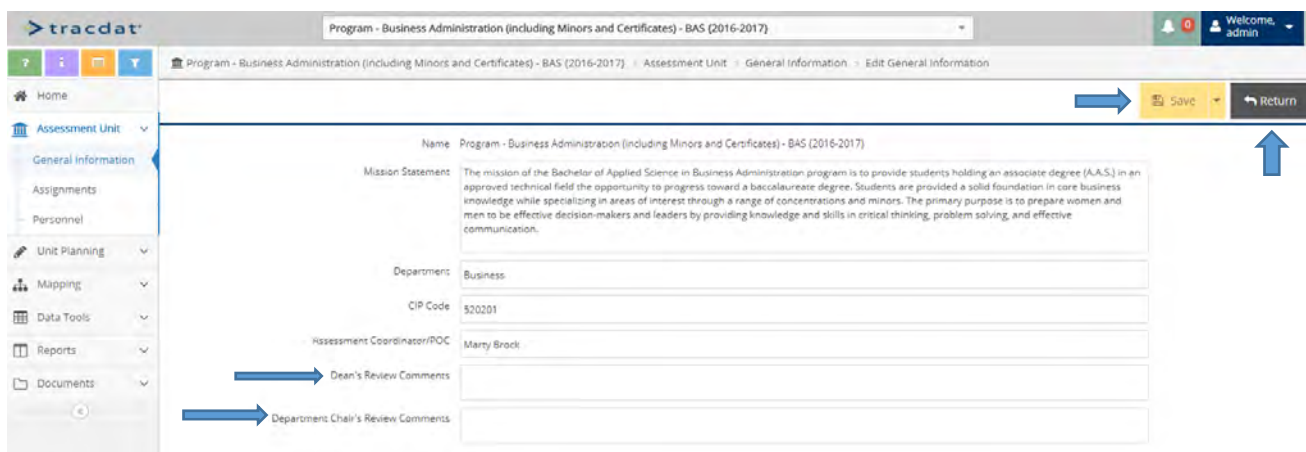 tracdat
Program - Business Administration (including Minors and Certificates) - BAS (2016-2017)
0
Welcome,
admin
? i
Program - Business Administration (including Minors and Certificates) - BAS (2016-2017) > Assessment Unit > General Information > Edit General Information
Home
Save
Return
Assessment Unit
General Information
Assignments
Personnel
Unit Planning
Mapping
Data Tools
Reports
Documents
Name Program - Business Administration (including Minors and Certificates) - BAS (2016-2017)
Mission Statement The mission of the Bachelor of Applied Science in Business Administration program is to provide students holding an associate degree (A.A.S.) in an
approved technical field the opportunity to progress toward a baccalaureate degree. Students are provided a solid foundation in core business
knowledge while specializing in areas of interest through a range of concentrations and minors. The primary purpose is to prepare women and
men to be effective decision-makers and leaders by providing knowledge and skills in critical thinking, problem solving, and effective
communication.
Department Business
CIP Code 520201
Assessment Coordinator/POC Marty Brock
Dean's Review Comments
Department Chair's Review Comments